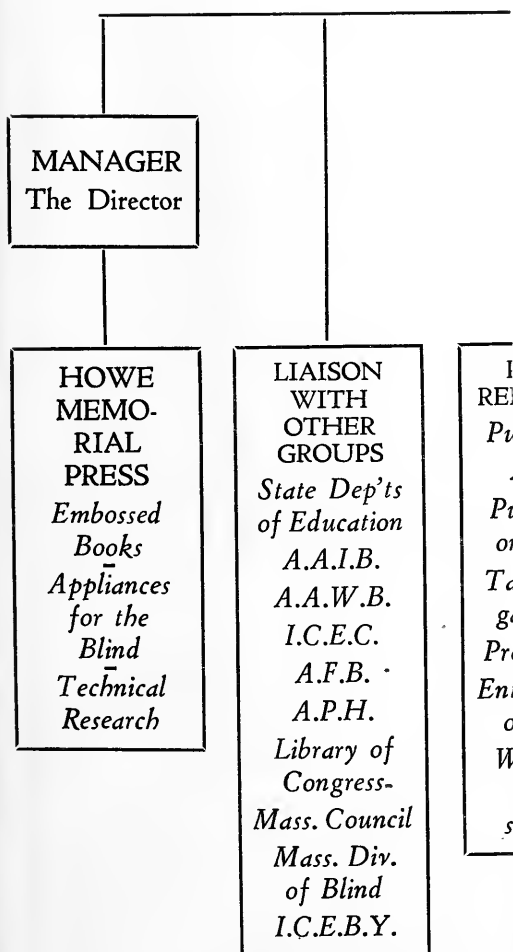 MANAGER
The Director
HOWE
MEMO-
RIAL
PRESS
Embossed
Books
Appliances
for the
Blind
Technical
Research
LIAISON
WITH
OTHER
GROUPS
State Dep'ts
of Education
A.A.I.B.
A.A.W.B.
I.C.E.C.
A.F.B.
A.P.H.
Library of
Congress-
Mass. Council
Mass. Div.
of Blind
I.C.E.B.Y.